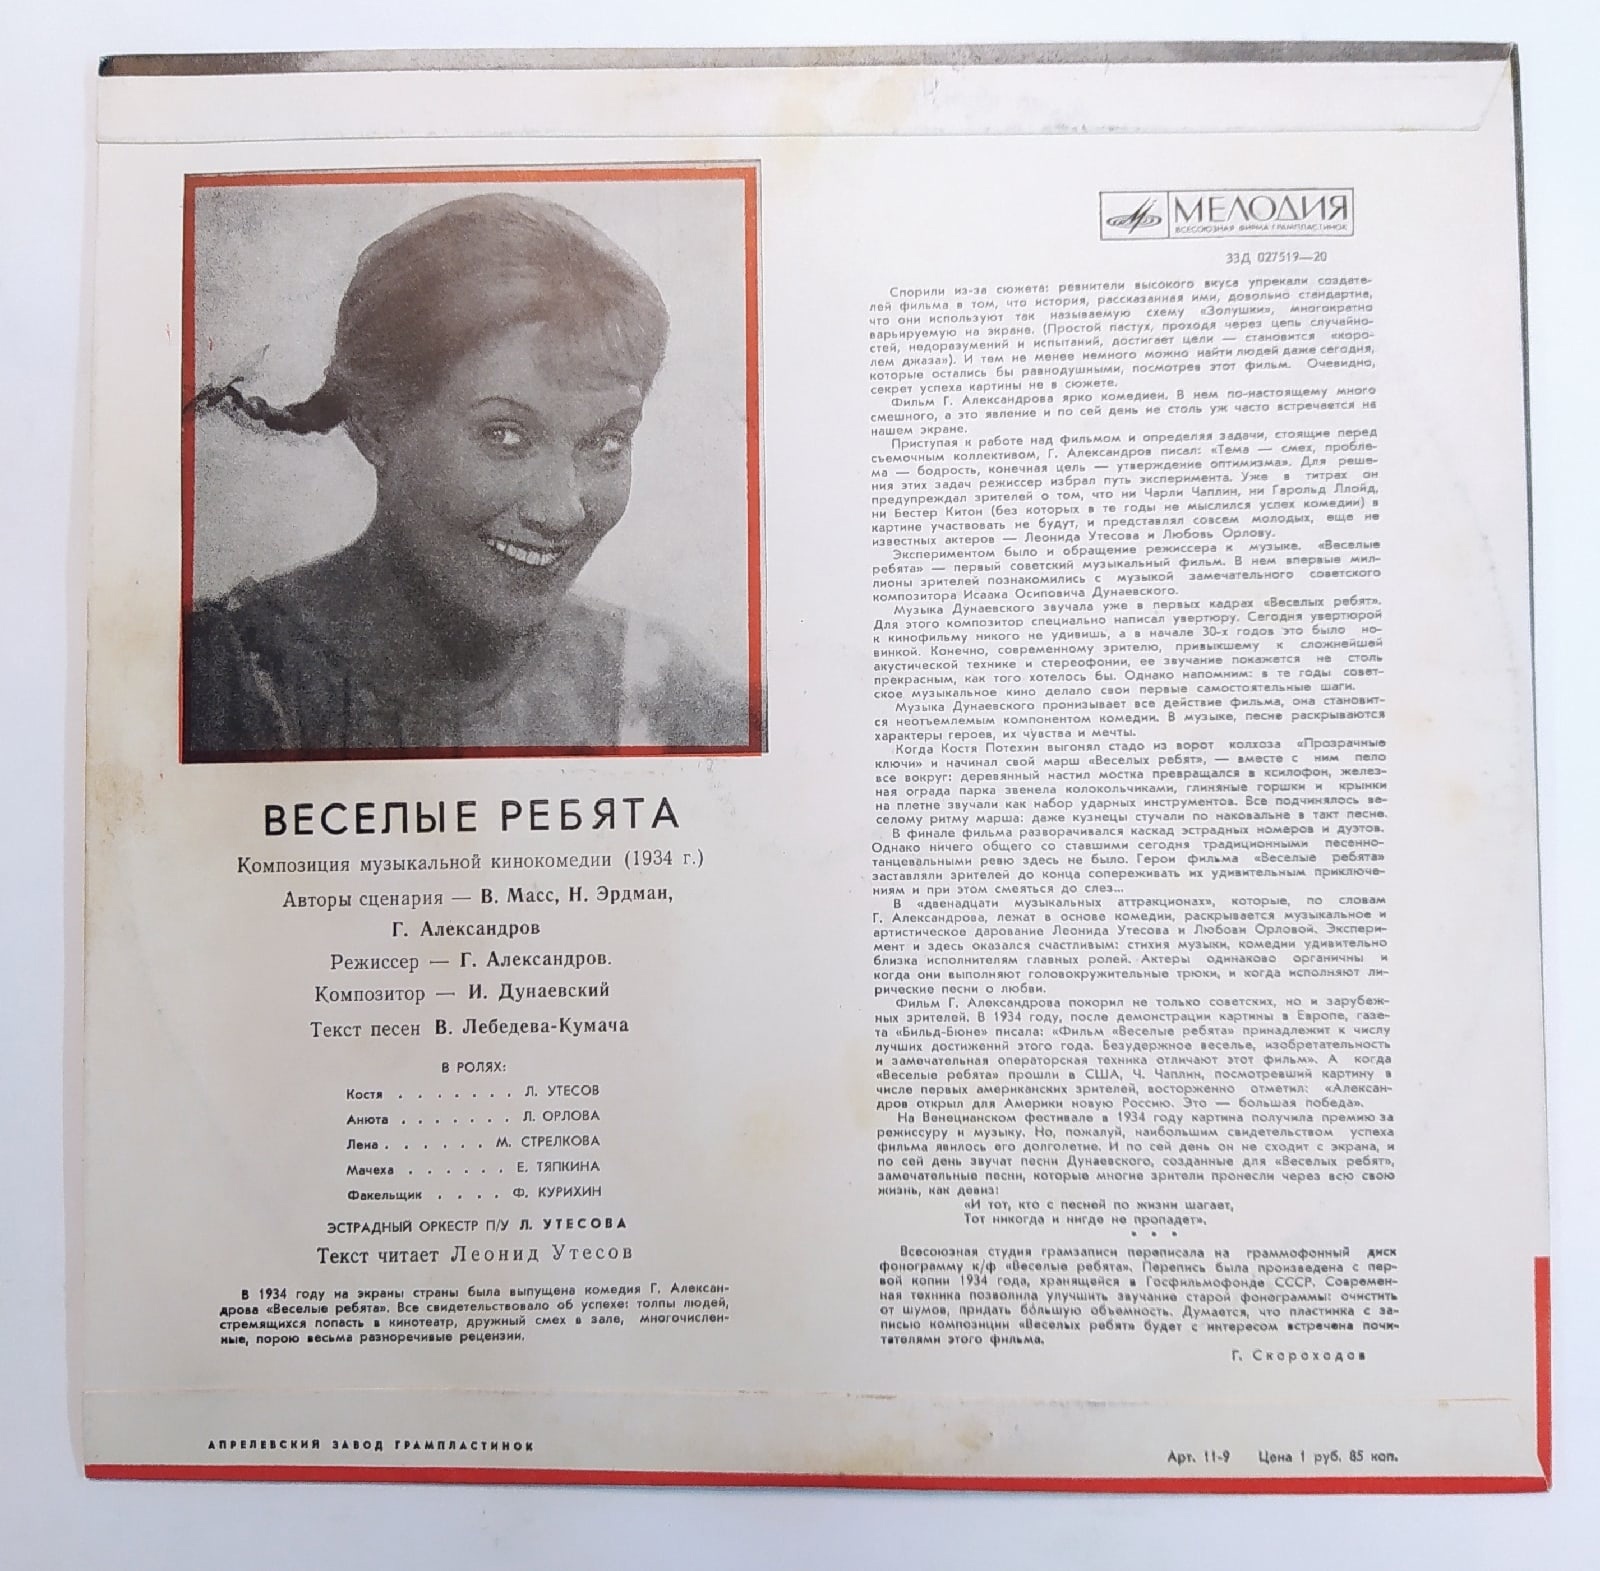 ВЕСЕЛЫЕ РЕБЯТА
Композиция музыкальной кинокомедии (1934 г.)
Авторы сценария — В. Масс, Н. Эрдман,
Г. Александров
Режиссер — Г. Александров.
Композитор — И. Дунаевский
Текст песен В. Лебедева-Кумача
В РОЛЯХ:
Костя . . . . . . . Л. УТЕСОВ
Анюта . . . . . . . Л. ОРЛОВА
Лена . . . . . . М. СТРЕЛКОВА
Мачеха . . . . . . Е. ТЯПКИНА
Факельщик . . . . Ф. КУРИХИН
ЭСТРАДНЫЙ ОРКЕСТР П/У Л. УТЕСОВА
Текст читает Леонид Утесов
В 1934 году на экраны страны была выпущена комедия Г. Алексан-
дрова «Веселые ребята». Все свидетельствовало об успехе: толпы людей,
стремящихся попасть в кинотеатр, дружный смех в зале, многочислен-
ные, порою весьма разноречивые рецензии.
АПРЕЛЕВСКИЙ ЗАВОД ГРАМПЛАСТИНОК
МЕЛОДИЯ
ВСЕСОЮЗНАЯ ФИРМА ГРАМПЛАСТИНОК
33Д 027519—20
Спорили из-за сюжета: ревнители высокого вкуса упрекали создате-
лей фильма в том, что история, рассказанная ими, довольно стандартна,
что они используют так называемую схему «Золушки», многократно
варьируемую на экране. (Простой пастух, проходя через цепь случайно-
стей, недоразумений и испытаний, достигает цели — становится «коро-
лем джаза»). И тем не менее немного можно найти людей даже сегодня,
которые остались бы равнодушными, посмотрев этот фильм. Очевидно,
секрет успеха картины не в сюжете.
Фильм Г. Александрова ярко комедиен. В нем по-настоящему много
смешного, а это явление и по сей день не столь уж часто встречается на
нашем экране.
Приступая к работе над фильмом и определяя задачи, стоящие перед
съемочным коллективом, Г. Александров писал: «Тема — смех, пробле-
ма — бодрость, конечная цель — утверждение оптимизма». Для реше-
ния этих задач режиссер избрал путь эксперимента. Уже в титрах он
предупреждал зрителей о том, что ни Чарли Чаплин, ни Гарольд Ллойд,
ни Бестер Китон (без которых в те годы не мыслился успех комедии) в
картине участвовать не будут, и представлял совсем молодых, еще не
известных актеров — Леонида Утесова и Любовь Орлову.
Экспериментом было и обращение режиссера к музыке. «Веселые
ребята» — первый советский музыкальный фильм. В нем впервые мил-
лионы зрителей познакомились с музыкой замечательного советского
композитора Исаака Осиповича Дунаевского.
Музыка Дунаевского звучала уже в первых кадрах «Веселых ребят».
Для этого композитор специально написал увертюру. Сегодня увертюрой
к кинофильму никого не удивишь, а в начале 30-х годов это было но-
винкой. Конечно, современному зрителю, привыкшему к сложнейшей
акустической технике и стереофонии, ее звучание покажется не столь
прекрасным, как того хотелось бы. Однако напомним: в те годы совет-
ское музыкальное кино делало свои первые самостоятельные шаги.
Музыка Дунаевского пронизывает все действие фильма, она становит-
ся неотъемлемым компонентом комедии. В музыке, песне раскрываются
характеры героев, их чувства и мечты.
Когда Костя Потехин выгонял стадо из ворот колхоза «Прозрачные
ключи» и начинал свой марш «Веселых ребят», — вместе с ним пело
все вокруг: деревянный настил мостка превращался в ксилофон, желез-
ная ограда парка звенела колокольчиками, глиняные горшки и крынки
на плетне звучали как набор ударных инструментов. Все подчинялось ве-
селому ритму марша: даже кузнецы стучали по наковальне в такт песне.
В финале фильма разворачивался каскад эстрадных номеров и дуэтов.
Однако ничего общего со ставшими сегодня традиционными песенно-
танцевальными ревю здесь не было. Герои фильма «Веселые ребята»
заставляли зрителей до конца сопереживать их удивительным приключе-
ниям и при этом смеяться до слез...
В «двенадцати музыкальных аттракционах», которые, по словам
Г. Александрова, лежат в основе комедии, раскрывается музыкальное и
артистическое дарование Леонида Утесова и Любови Орловой. Экспери-
мент и здесь оказался счастливым: стихия музыки, комедии удивительно
близка исполнителям главных ролей. Актеры одинаково органичны и
когда они выполняют головокружительные трюки, и когда исполняют ли-
рические песни о любви.
Фильм Г. Александрова покорил не только советских, но и зарубеж-
ных зрителей. В 1934 году, после демонстрации картины в Европе, газе-
та «Бильд-Бюне» писала: «Фильм «Веселые ребята» принадлежит к числу
лучших достижений этого года. Безудержное веселье, изобретательность
и замечательная операторская техника отличают этот фильм». А когда
«Веселые ребята» прошли в США, Ч. Чаплин, посмотревший картину в
числе первых американских зрителей, восторженно отметил: «Алексан-
дров открыл для Америки новую Россию. Это — большая победа».
На Венецианском фестивале в 1934 году картина получила премию за
режиссуру и музыку. Но, пожалуй, наибольшим свидетельством успеха
фильма явилось его долголетие. И по сей день он не сходит с экрана, и
по сей день звучат песни Дунаевского, созданные для «Веселых ребят»,
замечательные песни, которые многие зрители пронесли через всю свою
жизнь, как девиз:
«И тот, кто с песней по жизни шагает,
Тот никогда и нигде не пропадет».
* * *
Всесоюзная студия грамзаписи переписала на граммофонный диск
фонограмму к/ф «Веселые ребята». Перепись была произведена с пер-
вой копии 1934 года, хранящейся в Госфильмофонде СССР. Современ-
ная техника позволила улучшить звучание старой фонограммы: очистить
от шумов, придать бóльшую объемность. Думается, что пластинка с за-
писью композиции «Веселых ребят» будет с интересом встречена почи-
тателями этого фильма.
Г. Скороходов
Арт. 11-9 Цена 1 руб. 85 коп.